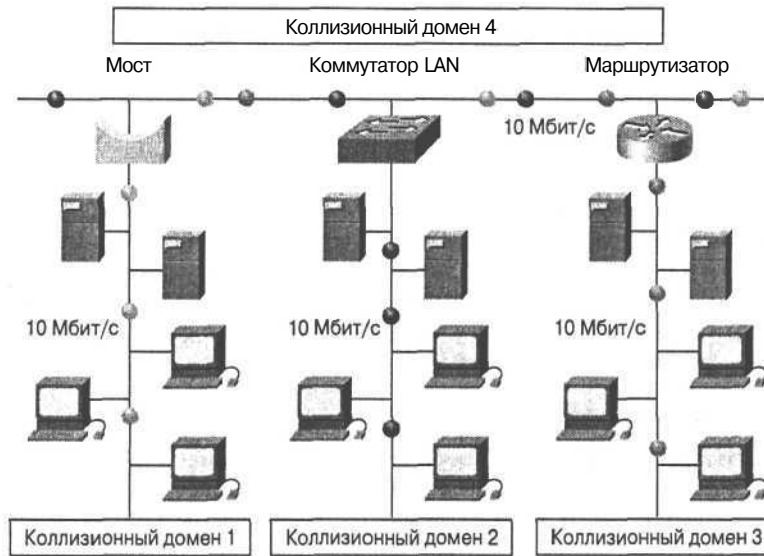 Коллизионный домен 4
Мост
Коммутатор LAN
Маршрутизатор
10 Мбит/с
10 Мбит/с
10 Мбит/с
10 Мбит/с
Коллизионный домен 1
Коллизионный домен 2
Коллизионный домен 3